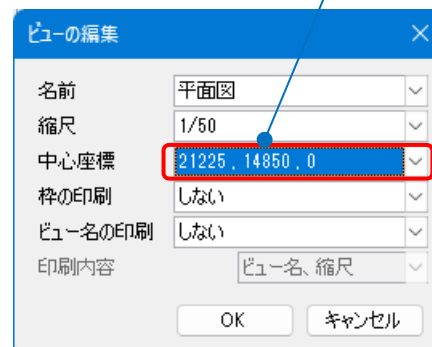 ビューの編集
名前 平面図
縮尺 1/50
中心座標 21225 , 14850 , 0
枠の印刷 しない
ビュー名の印刷 しない
印刷内容 ビュー名、縮尺
OK キャンセル